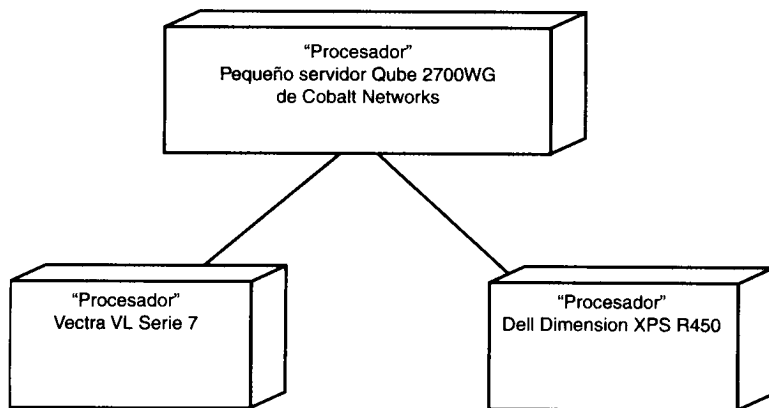 “Procesador”
Pequeño servidor Qube 2700WG
de Cobalt Networks
“Procesador”
Vectra VL Serie 7
“Procesador”
Dell Dimension XPS R450